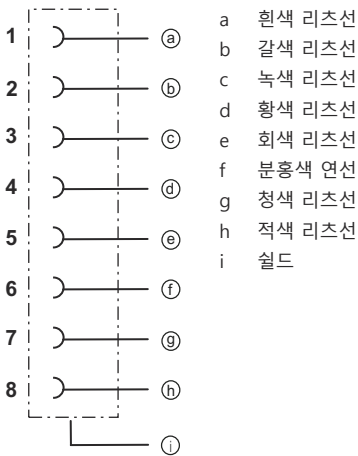 1 ⓐ
2 ⓑ
3 ⓒ
4 ⓓ
5 ⓔ
6 ⓕ
7 ⓖ
8 ⓗ
ⓘ
a 흰색 리츠선
b 갈색 리츠선
c 녹색 리츠선
d 황색 리츠선
e 회색 리츠선
f 분홍색 연선
g 청색 리츠선
h 적색 리츠선
i 쉴드